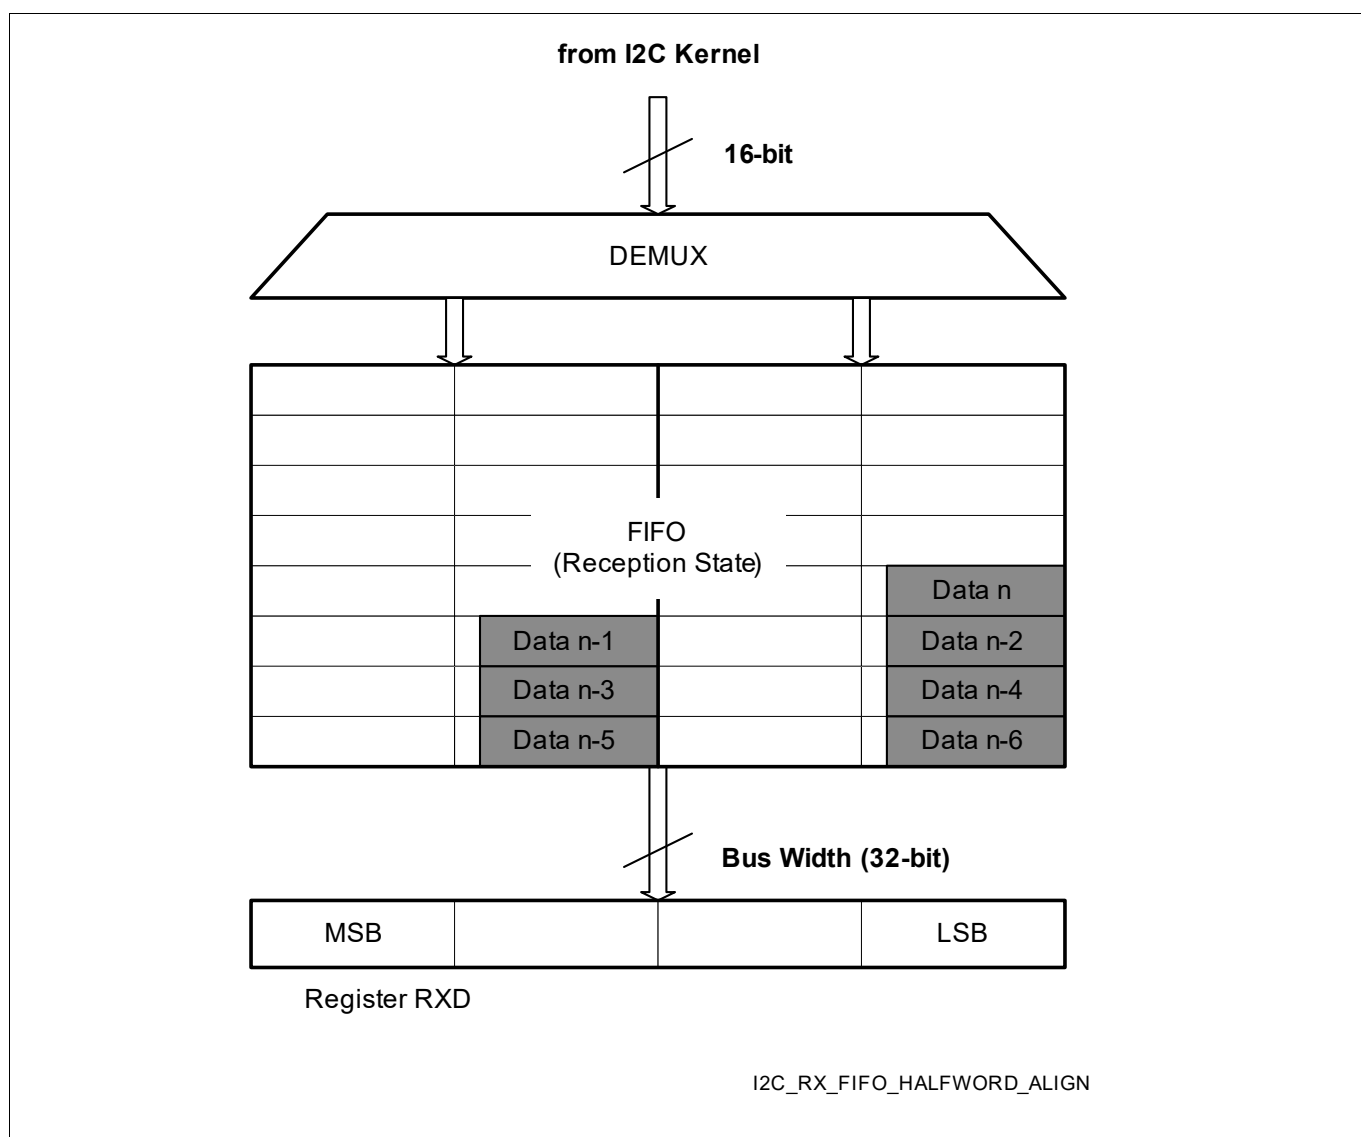 from I2C Kernel
16-bit
DEMUX
FIFO
(Reception State)
Data n
Data n-1
Data n-2
Data n-3
Data n-4
Data n-5
Data n-6
Bus Width (32-bit)
MSB
LSB
Register RXD
I2C_RX_FIFO_HALFWORD_ALIGN